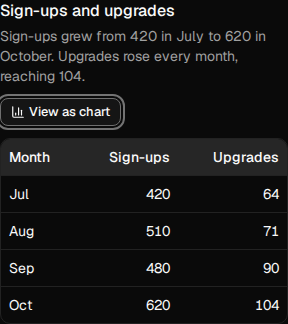 Sign-ups and upgrades
Sign-ups grew from 420 in July to 620 in
October. Upgrades rose every month,
reaching 104.
View as chart
Month Sign-ups Upgrades
Jul 420 64
Aug 510 71
Sep 480 90
Oct 620 104